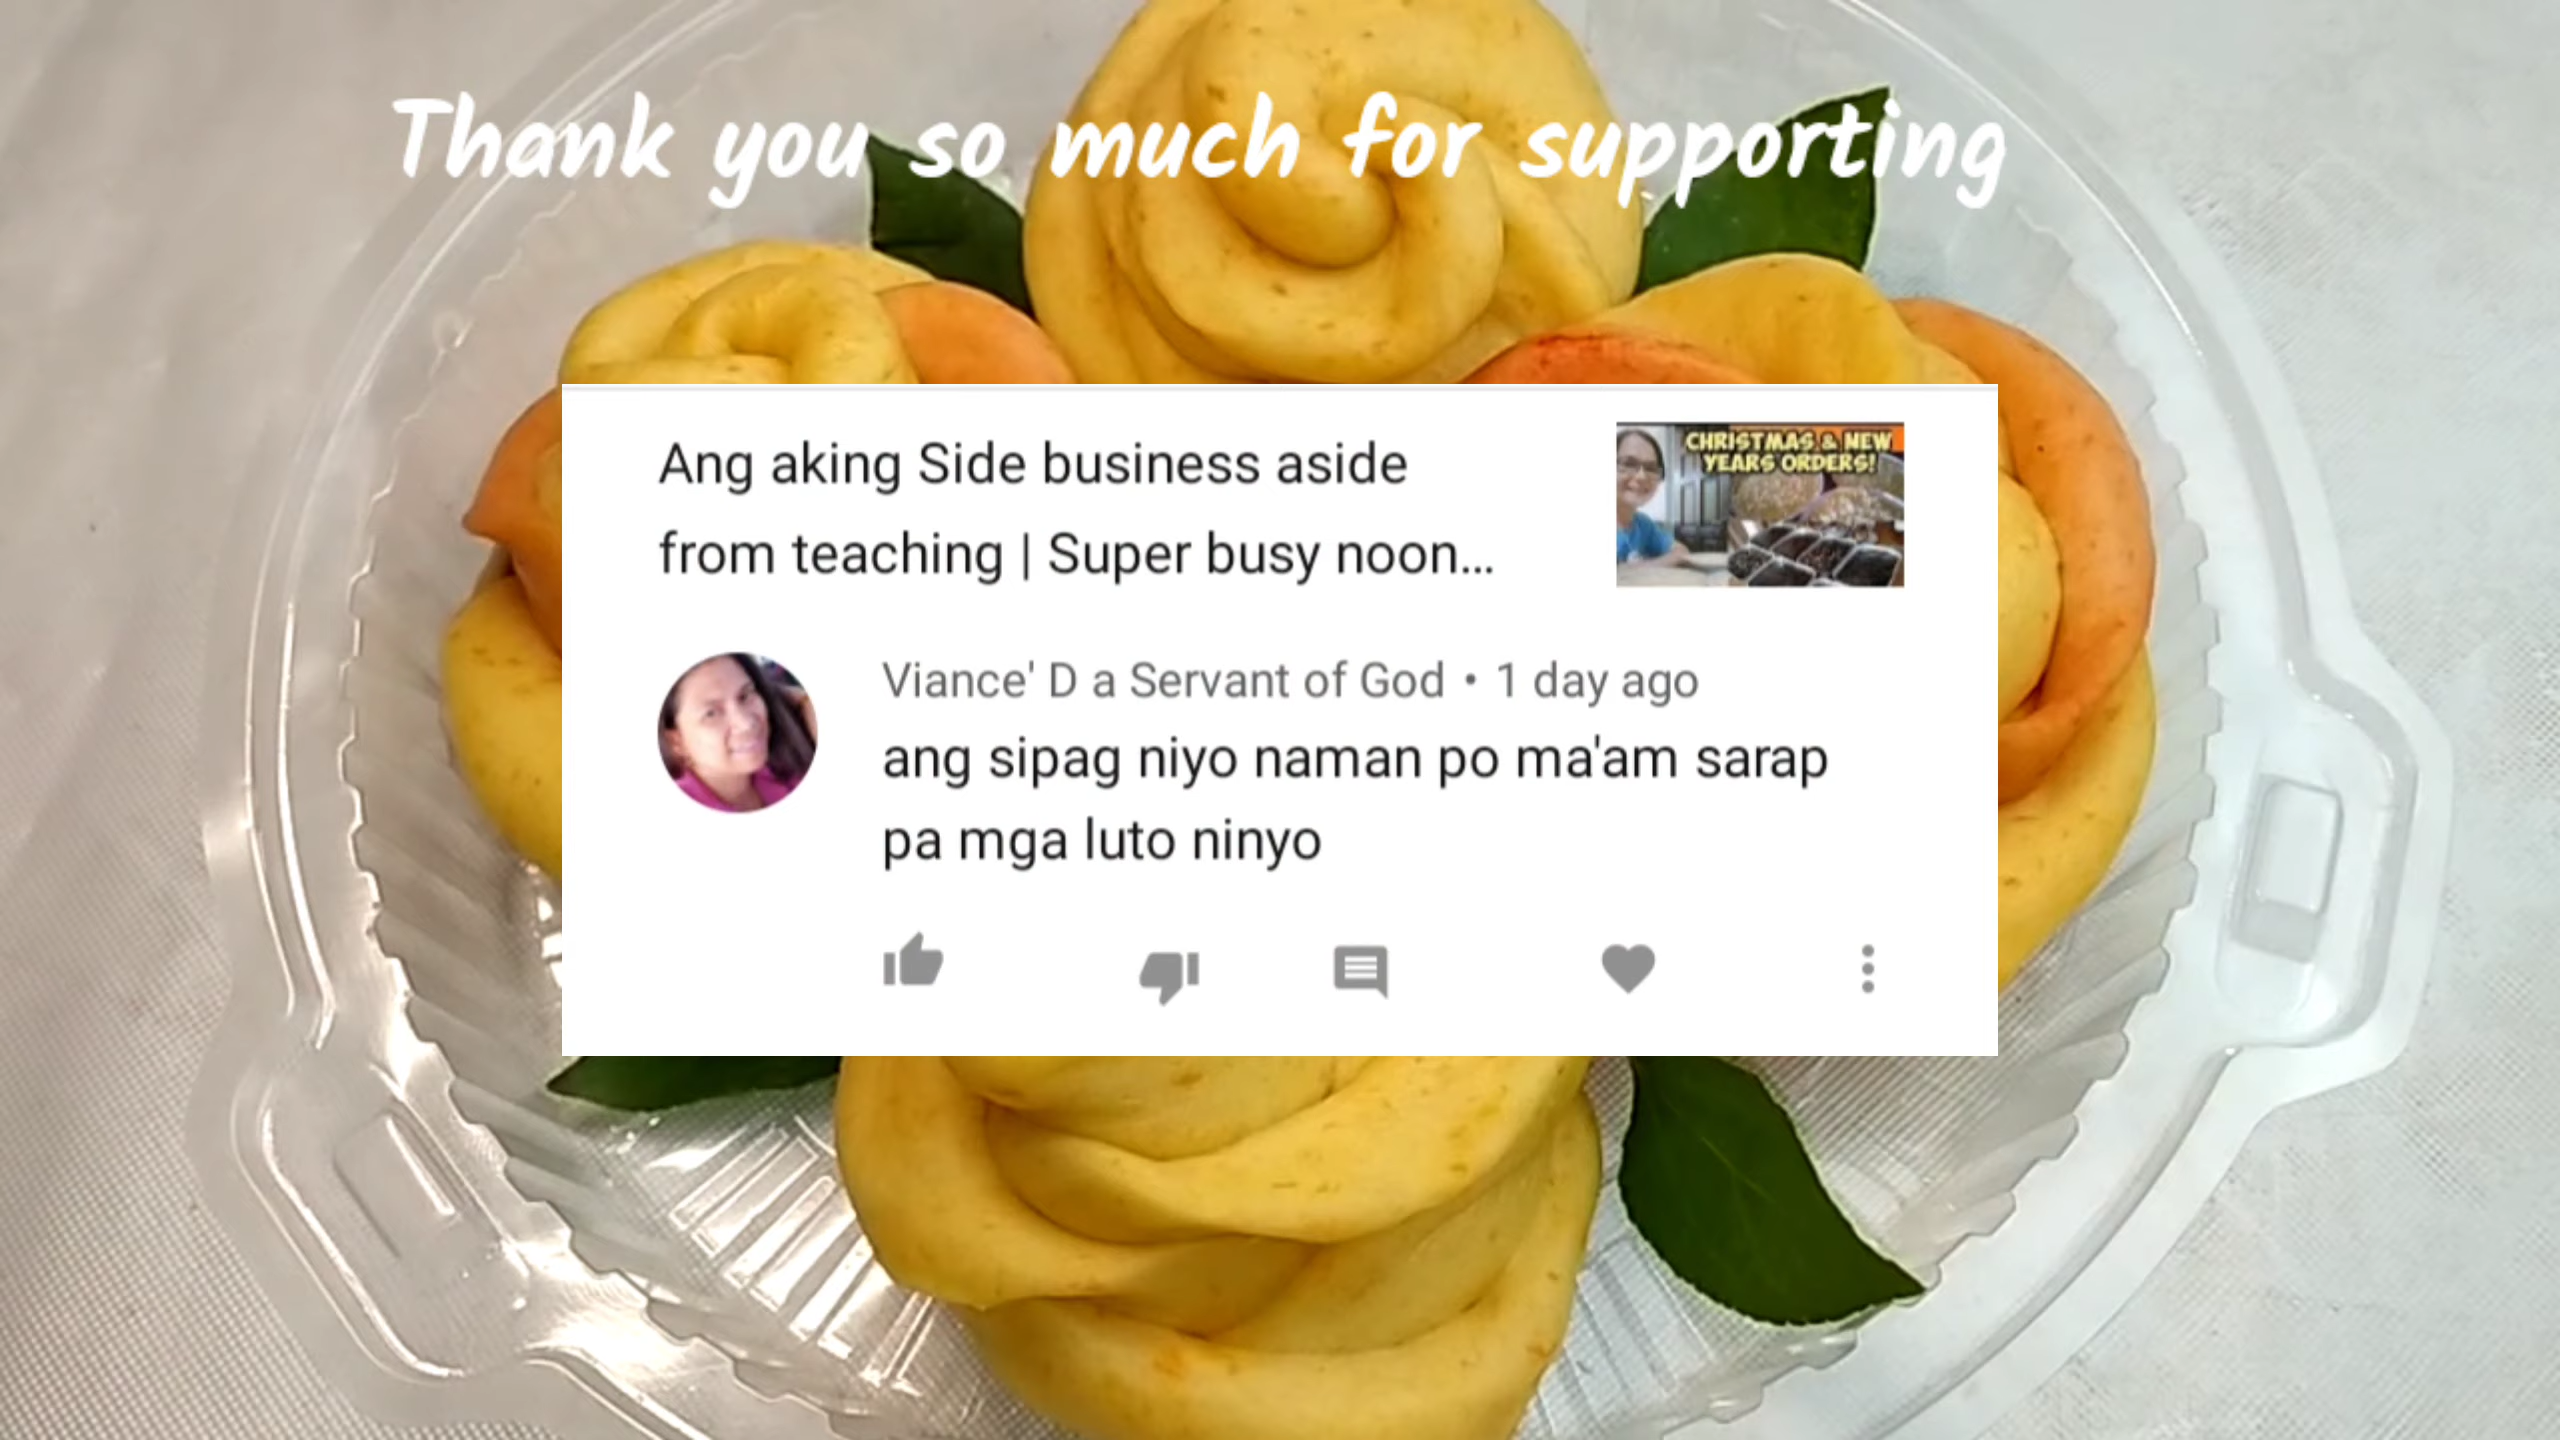 Thank you so much for supporting
Ang aking Side business aside
from teaching | Super busy noon...
CHRISTMAS & NEW
YEARS ORDERS!
Viance' D a Servant of God • 1 day ago
ang sipag niyo naman po ma'am sarap
pa mga luto ninyo